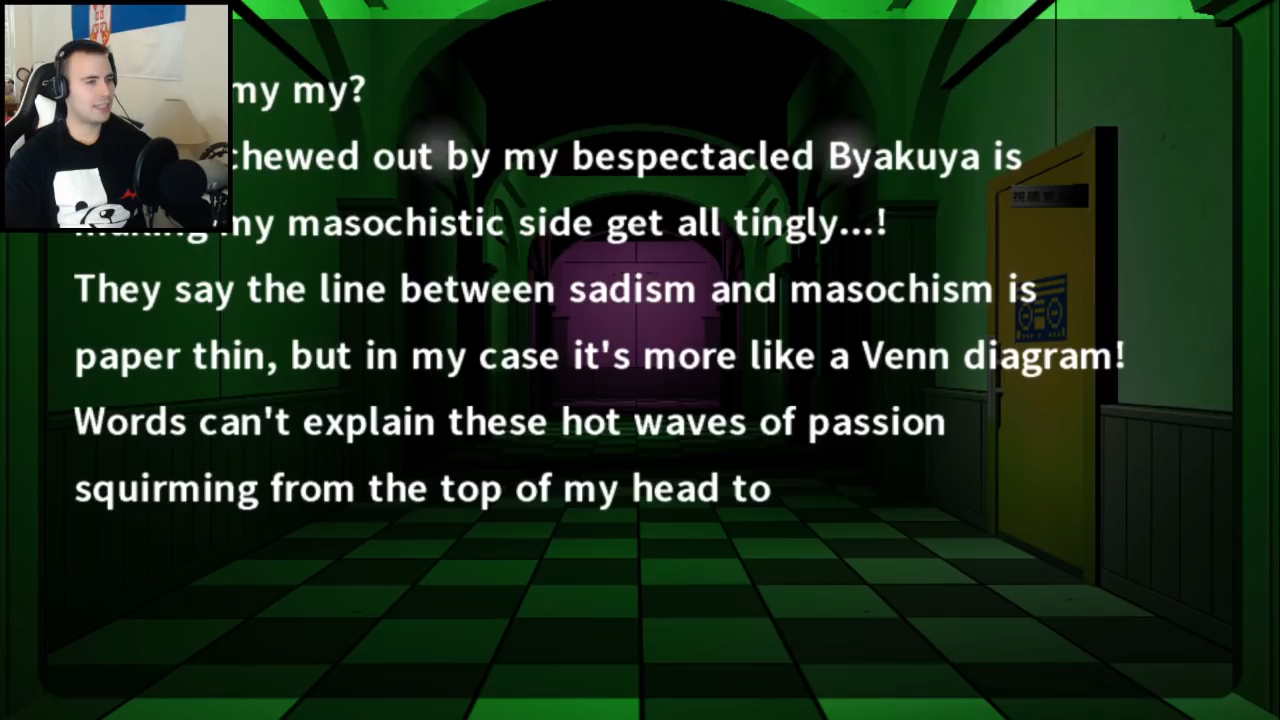 my my?
chewed out by my bespectacled Byakuya is
making my masochistic side get all tingly...!
They say the line between sadism and masochism is
paper thin, but in my case it's more like a Venn diagram!
Words can't explain these hot waves of passion
squirming from the top of my head to